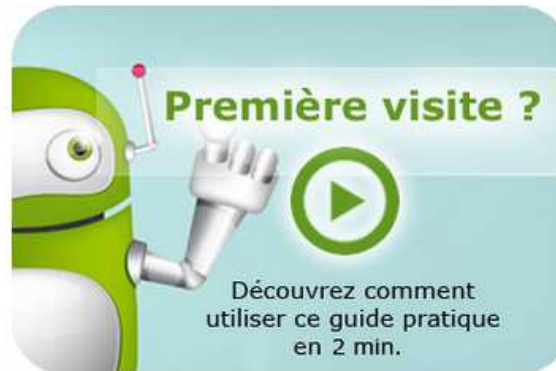 Première visite ?
Découvrez comment
utiliser ce guide pratique
en 2 min.